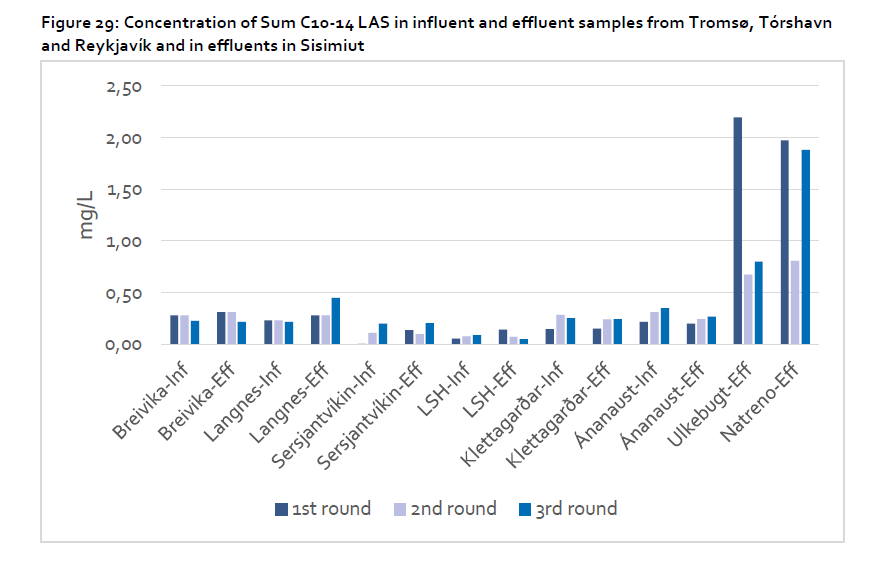 Figure 29: Concentration of Sum C10-14 LAS in influent and effluent samples from Tromsø, Tórshavn
and Reykjavík and in effluents in Sisimiut
2,50
2,00
1,50
1,00
0,50
0,00
mg/L
Breivika-Inf
Breivika-Eff
Langnes-Inf
Langnes-Eff
Sersjantvíkin-Inf
Sersjantvíkin-Eff
LSH-Inf
LSH-Eff
Klettagarðar-Inf
Klettagarðar-Eff
Ánanaust-Inf
Ánanaust-Eff
Ulkebugt-Eff
Natreno-Eff
1st round 2nd round 3rd round